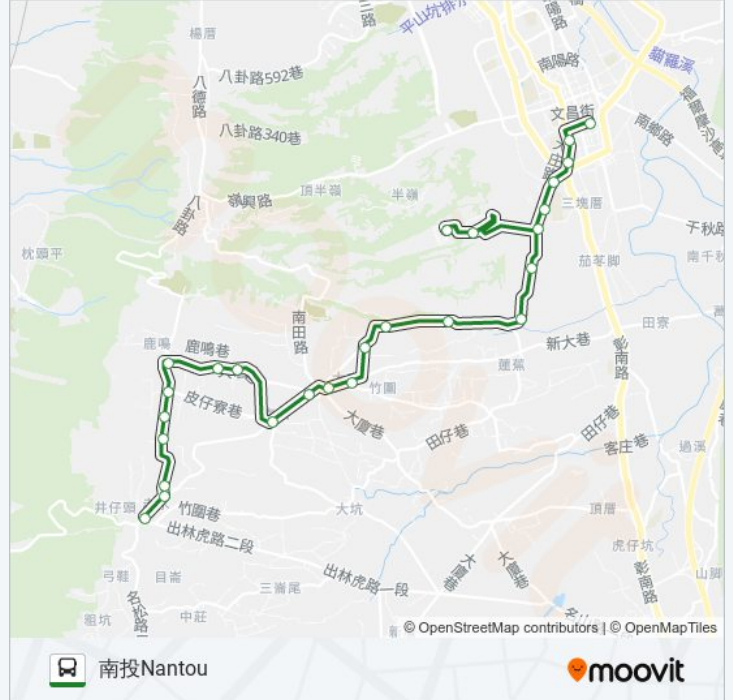 楊厝
八德路
八卦路592巷
八卦路340巷
平山坑排水
南陽路
貓羅溪
文昌街
南鄉路
嶺興路
頂半嶺
半嶺
八卦路
三塊厝
千秋路
南千秋
茄苳腳
枕頭平
南田路
田寮
鹿鳴
鹿鳴巷
新大巷
彰南路
蓮蕉
竹圍
皮仔寮巷
大廈巷
田仔巷
田仔巷
客庄巷
過溪
井仔頭
竹圍巷
大坑
頂厝
出林虎路二段
虎仔坑
弓鞋
目崙
出林虎路一段
大廈巷
大廈巷
彰南路
山腳
三崙尾
名松路
中莊
© OpenStreetMap contributors | © OpenMapTiles
南投Nantou
moovit